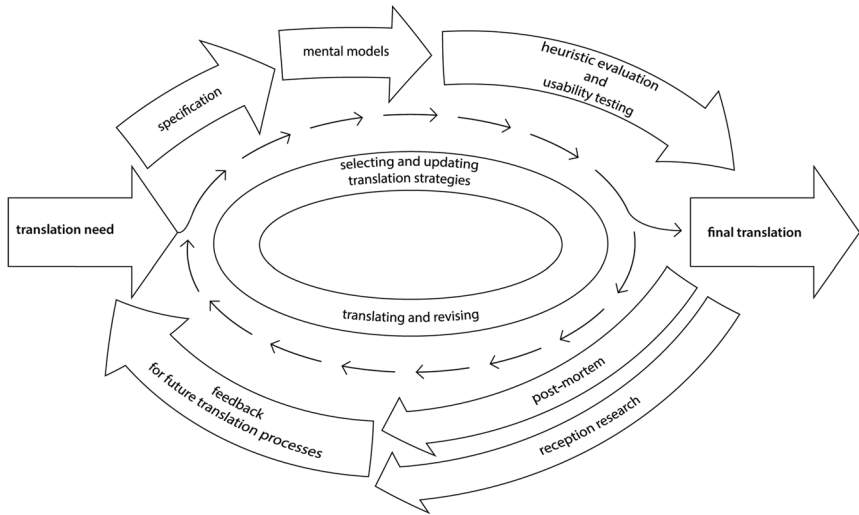 mental models
heuristic evaluation
and
usability testing
specification
selecting and updating
translation strategies
translation need
final translation
translating and revising
post-mortem
feedback
for future translation processes
reception research